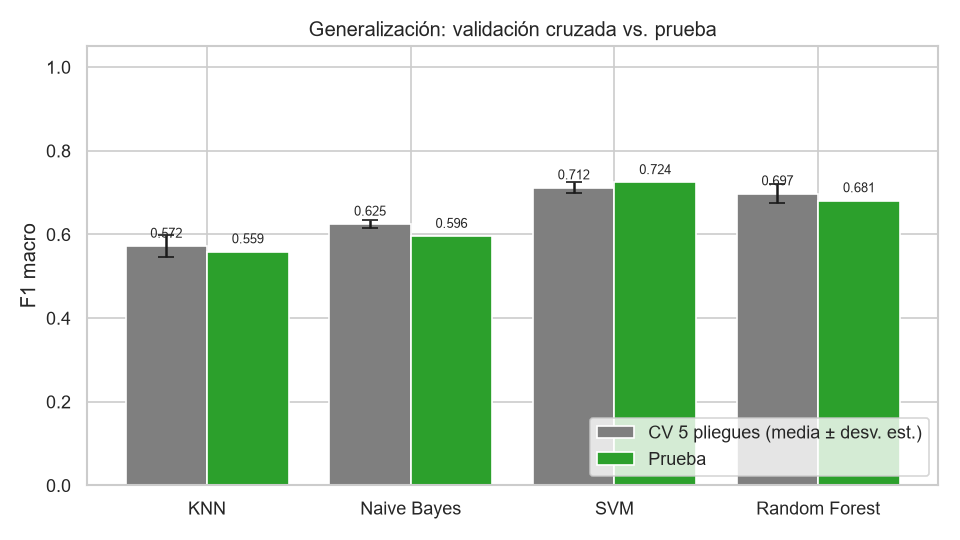 Generalización: validación cruzada vs. prueba
F1 macro
1.0
0.8
0.6
0.4
0.2
0.0
0.572
0.559
0.625
0.596
0.712
0.724
0.697
0.681
CV 5 pliegues (media ± desv. est.)
Prueba
KNN
Naive Bayes
SVM
Random Forest